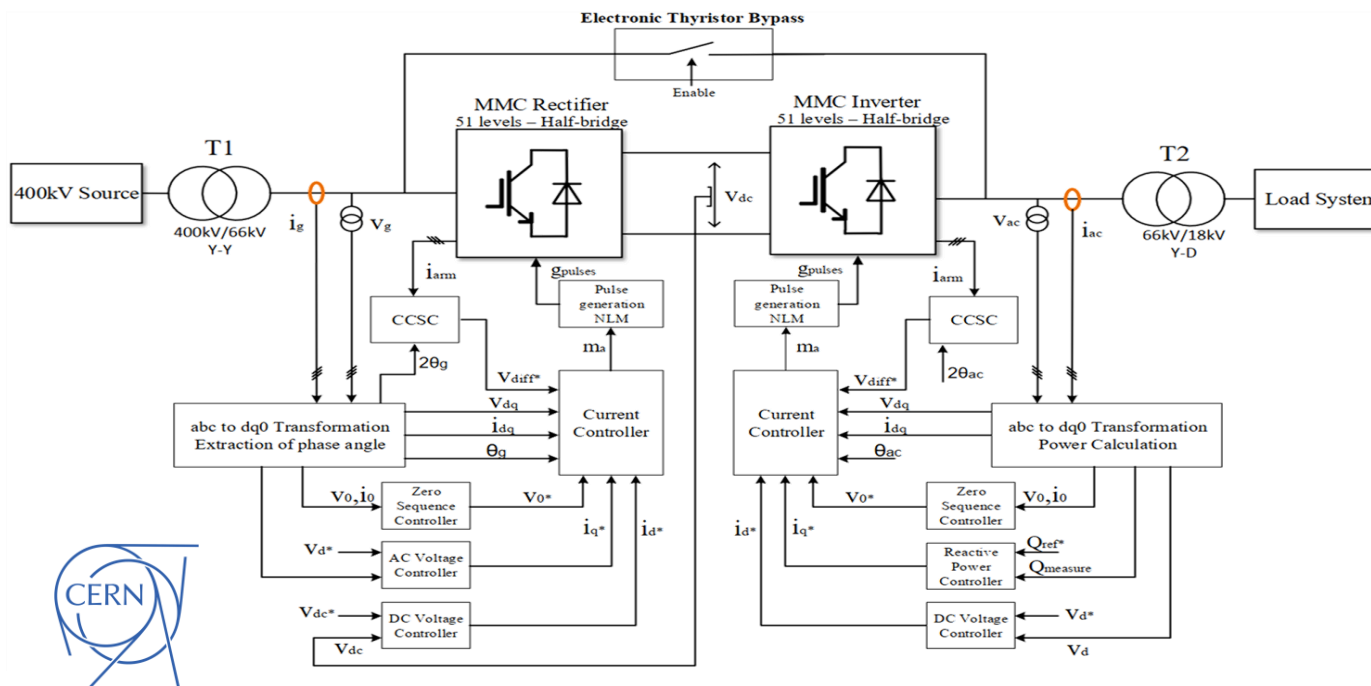 Electronic Thyristor Bypass
Enable
MMC Rectifier
51 levels – Half-bridge
MMC Inverter
51 levels – Half-bridge
T1
T2
400kV Source
Load System
400kV/66kV
Y-Y
ig
Vg
Vdc
Vac
iac
66kV/18kV
Y-D
iarm
gpulses
gpulses
iarm
CCSC
Pulse
generation
NLM
Pulse
generation
NLM
CCSC
2θg
ma
ma
2θac
Vdiff*
Vdiff*
abc to dq0 Transformation
Extraction of phase angle
Vdq
idq
θg
Current
Controller
Current
Controller
Vdq
idq
θac
abc to dq0 Transformation
Power Calculation
V0,i0
Zero
Sequence
Controller
V0*
iq*
id*
id*
iq*
V0*
Zero
Sequence
Controller
V0,i0
Vd*
AC Voltage
Controller
Reactive
Power
Controller
Qref*
Qmeasure
Vdc*
DC Voltage
Controller
Vdc
DC Voltage
Controller
Vd*
Vd
CERN